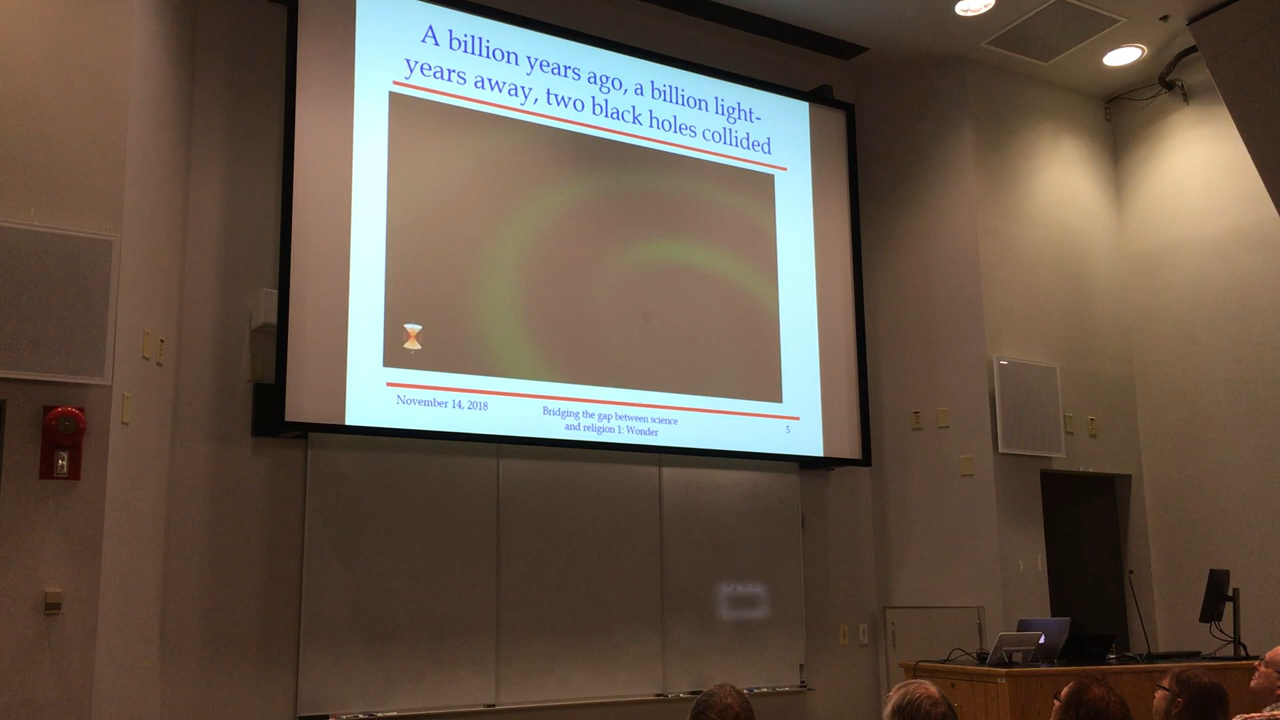 A billion years ago, a billion light-
years away, two black holes collided
November 14, 2018
Bridging the gap between science
and religion 1: Wonder
5